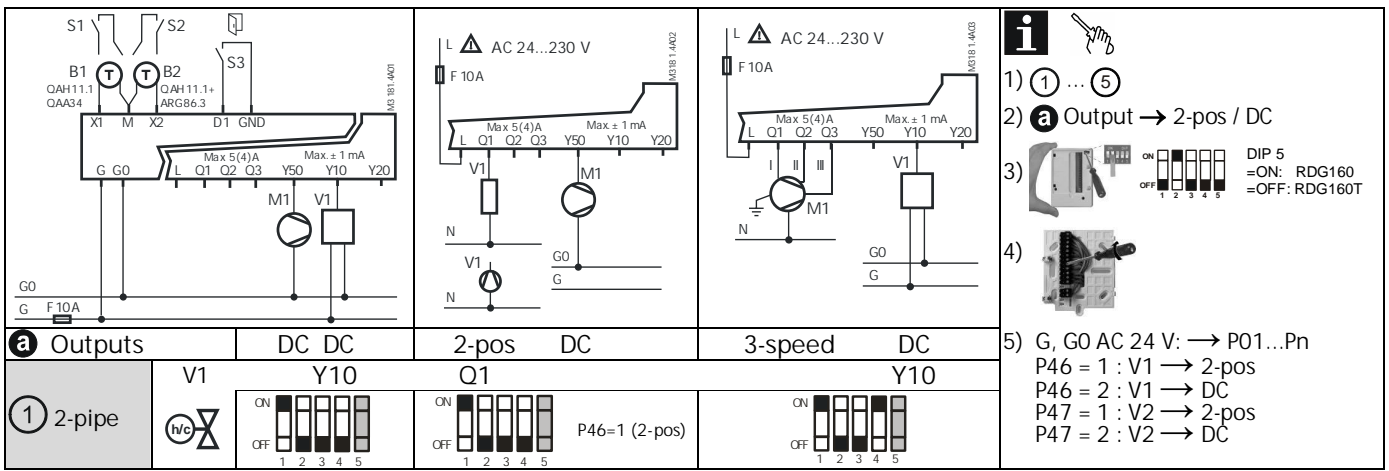 S1
S2
S3
B1
T
T
B2
QAH11.1
QAA34
QAH11.1+
ARG86.3
M3181.4A01
X1 M X2 D1 GND
Max 5(4)A
Max. ± 1 mA
G G0 L Q1 Q2 Q3 Y50 Y10 Y20
M1
V1
G0
G F10A
L AC 24...230 V
F10A
M3181.4A02
Max 5(4)A
Max. ± 1 mA
L Q1 Q2 Q3 Y50 Y10 Y20
V1
M1
N
V1
G0
G
N
L AC 24...230 V
F10A
M3181.4A03
Max 5(4)A
Max. ± 1 mA
L Q1 Q2 Q3 Y50 Y10 Y20
I II III
V1
M1
N
G0
G
a Outputs DC DC 2-pos DC 3-speed DC
V1 Y10 Q1 Y10
1 2-pipe
h/c
ON
OFF
1 2 3 4 5
ON
OFF
1 2 3 4 5
P46=1 (2-pos)
ON
OFF
1 2 3 4 5
i
1) 1 ... 5
2) a Output → 2-pos / DC
3)
ON
OFF
1 2 3 4 5
DIP 5
=ON: RDG160
=OFF: RDG160T
4)
5) G, G0 AC 24 V: → P01...Pn
P46 = 1 : V1 → 2-pos
P46 = 2 : V1 → DC
P47 = 1 : V2 → 2-pos
P47 = 2 : V2 → DC